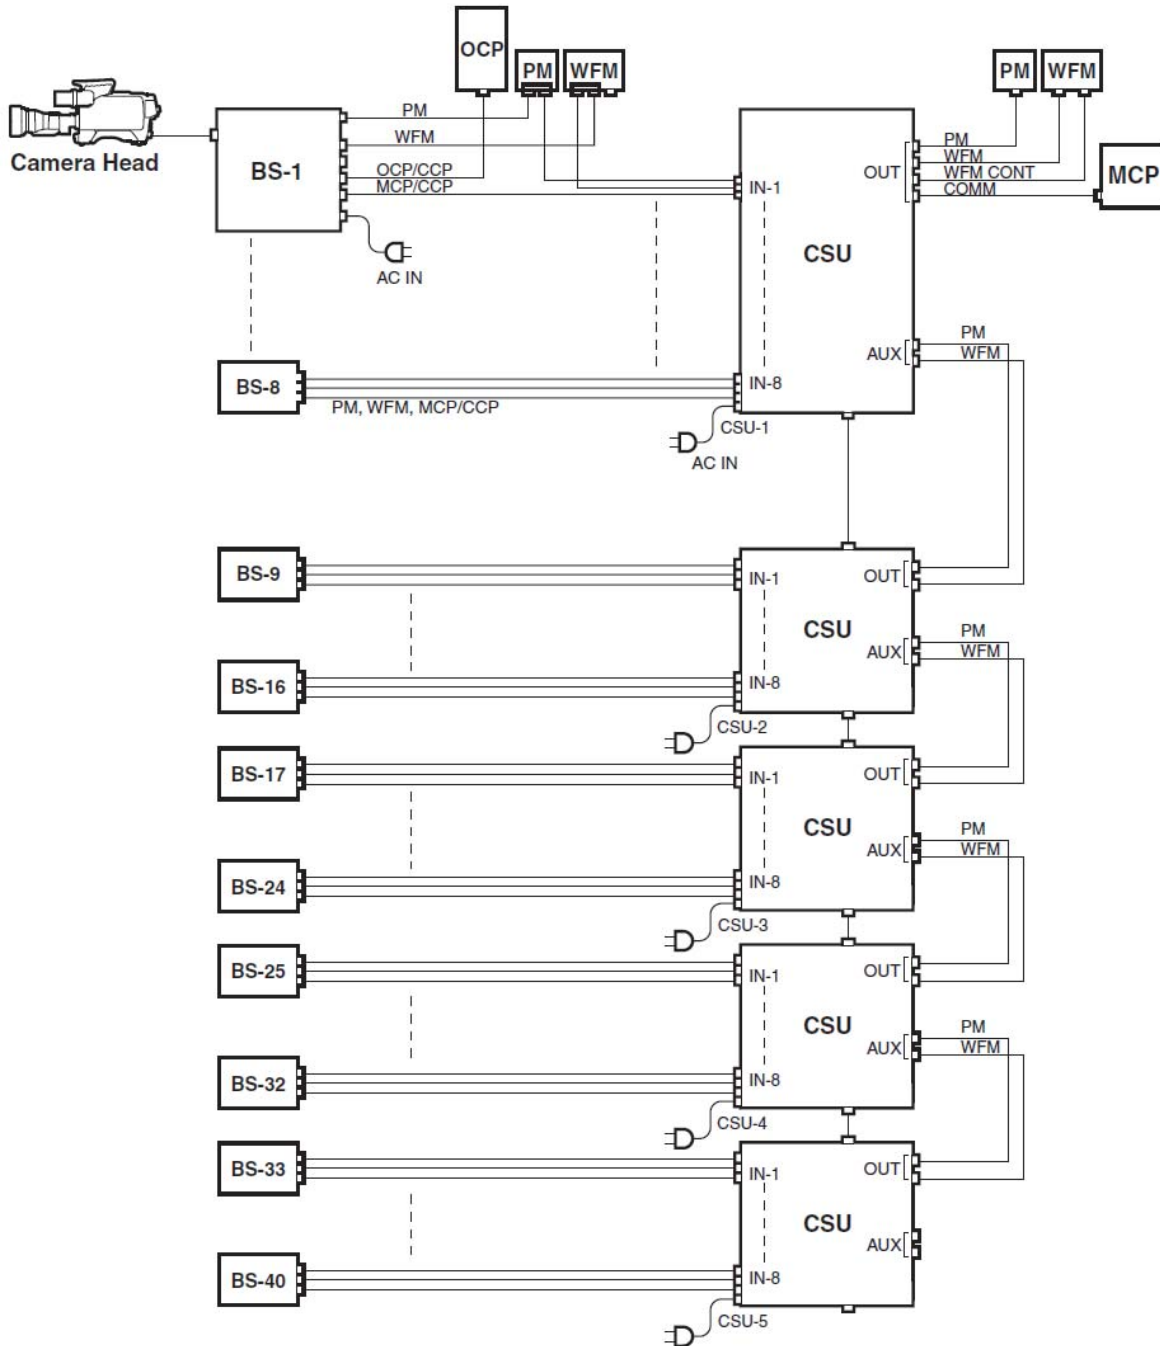 OCP
PM
WFM
PM
WFM
Camera Head
PM
WFM
OCP/CCP
MCP/CCP
BS-1
AC IN
IN-1
OUT
PM
WFM
WFM CONT
COMM
MCP
CSU
AUX
PM
WFM
BS-8
PM, WFM, MCP/CCP
IN-8
CSU-1
AC IN
BS-9
IN-1
OUT
CSU
AUX
PM
WFM
BS-16
IN-8
CSU-2
BS-17
IN-1
OUT
CSU
AUX
PM
WFM
BS-24
IN-8
CSU-3
BS-25
IN-1
OUT
CSU
AUX
PM
WFM
BS-32
IN-8
CSU-4
BS-33
IN-1
OUT
CSU
AUX
BS-40
IN-8
CSU-5